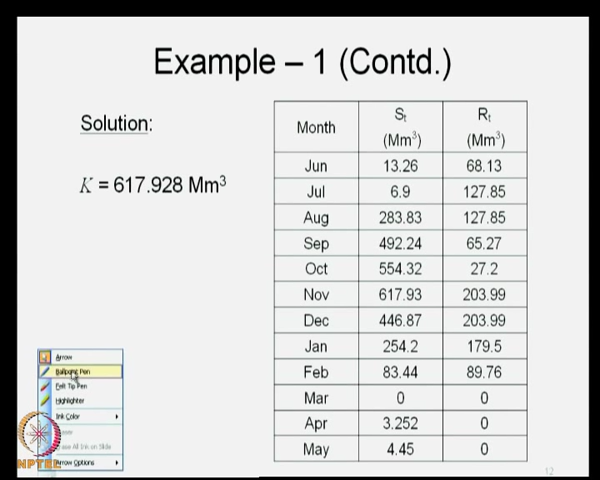 Example – 1 (Contd.)
Solution:
K = 617.928 Mm³
Month St (Mm³) Rt (Mm³)
Jun 13.26 68.13
Jul 6.9 127.85
Aug 283.83 127.85
Sep 492.24 65.27
Oct 554.32 27.2
Nov 617.93 203.99
Dec 446.87 203.99
Jan 254.2 179.5
Feb 83.44 89.76
Mar 0 0
Apr 3.252 0
May 4.45 0
Arrow
Ballpoint Pen
Felt Tip Pen
Highlighter
Ink Color
Arrow Options
NPTEL
12